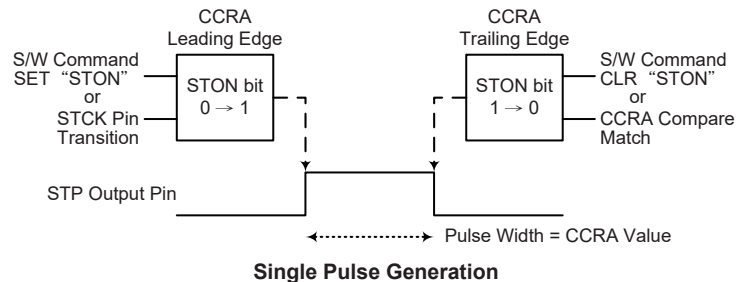 CCRA
Leading Edge
CCRA
Trailing Edge
S/W Command
SET “STON”
or
STCK Pin
Transition
STON bit
0 → 1
STON bit
1 → 0
S/W Command
CLR “STON”
or
CCRA Compare
Match
STP Output Pin
Pulse Width = CCRA Value
Single Pulse Generation